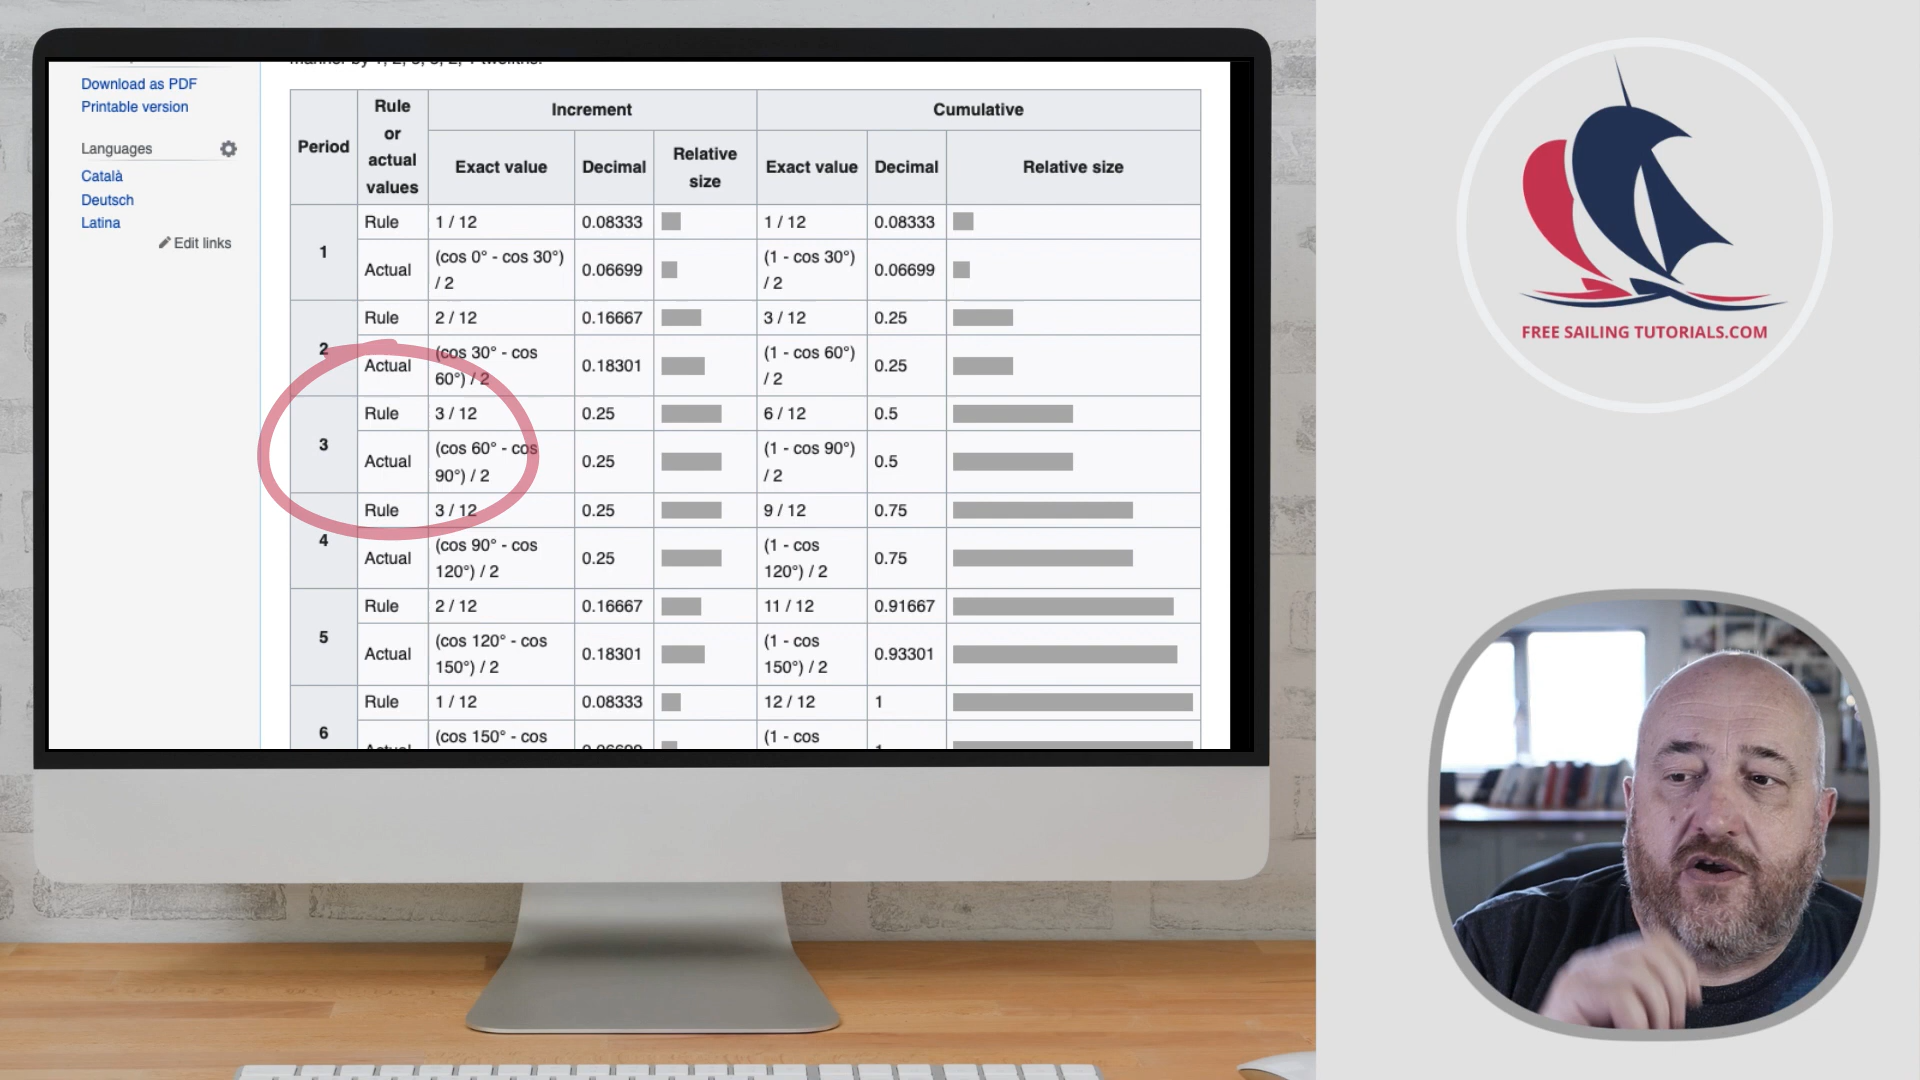 Download as PDF
Printable version
Languages
Català
Deutsch
Latina
Edit links
Period
Rule or actual values
Increment
Cumulative
Exact value
Decimal
Relative size
Exact value
Decimal
Relative size
1
Rule 1 / 12 0.08333 1 / 12 0.08333
Actual (cos 0° - cos 30°) / 2 0.06699 (1 - cos 30°) / 2 0.06699
2
Rule 2 / 12 0.16667 3 / 12 0.25
Actual (cos 30° - cos 60°) / 2 0.18301 (1 - cos 60°) / 2 0.25
3
Rule 3 / 12 0.25 6 / 12 0.5
Actual (cos 60° - cos 90°) / 2 0.25 (1 - cos 90°) / 2 0.5
4
Rule 3 / 12 0.25 9 / 12 0.75
Actual (cos 90° - cos 120°) / 2 0.25 (1 - cos 120°) / 2 0.75
5
Rule 2 / 12 0.16667 11 / 12 0.91667
Actual (cos 120° - cos 150°) / 2 0.18301 (1 - cos 150°) / 2 0.93301
6
Rule 1 / 12 0.08333 12 / 12 1
(cos 150° - cos (1 - cos
FREE SAILING TUTORIALS.COM